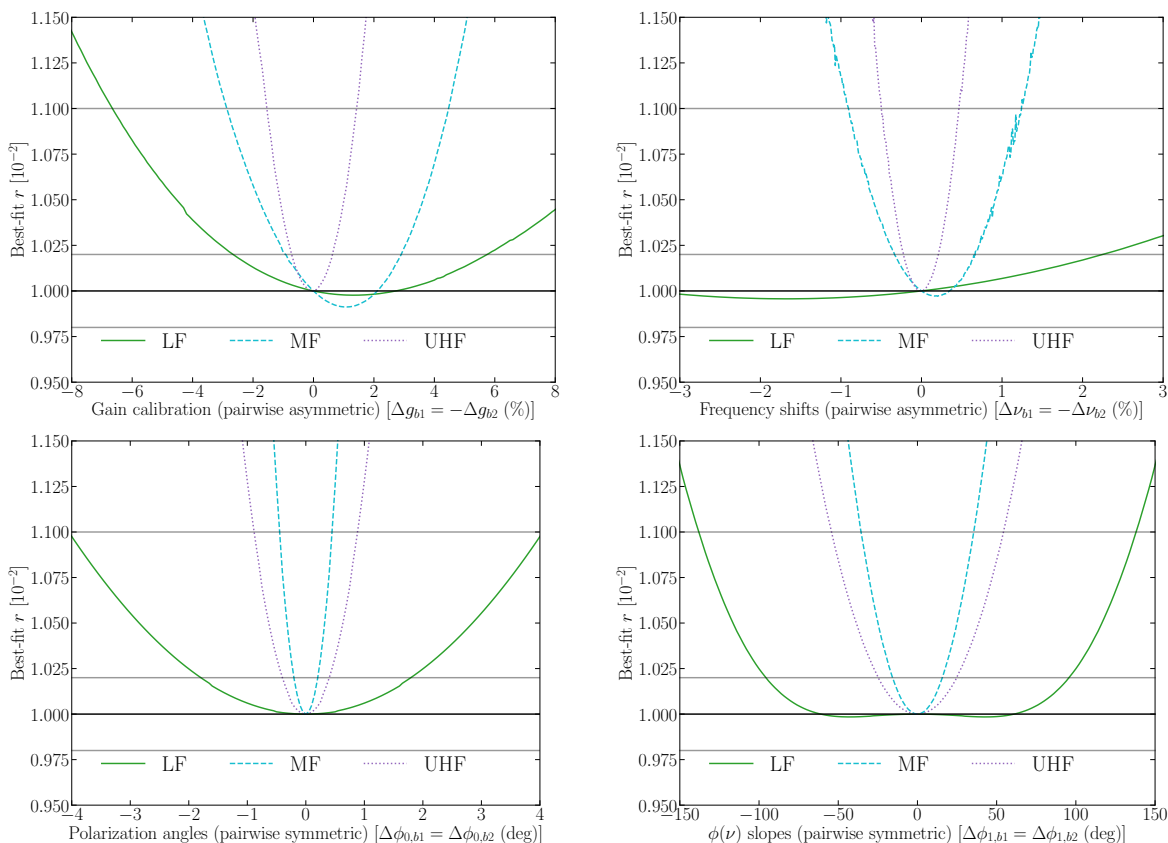 1.150
1.125
1.100
1.075
1.050
1.025
1.000
0.975
0.950
Best-fit r [10⁻²]
LF MF UHF
−8 −6 −4 −2 0 2 4 6 8
Gain calibration (pairwise asymmetric) [Δg_b1 = −Δg_b2 (%)]
1.150
1.125
1.100
1.075
1.050
1.025
1.000
0.975
0.950
Best-fit r [10⁻²]
LF MF UHF
−3 −2 −1 0 1 2 3
Frequency shifts (pairwise asymmetric) [Δν_b1 = −Δν_b2 (%)]
1.150
1.125
1.100
1.075
1.050
1.025
1.000
0.975
0.950
Best-fit r [10⁻²]
LF MF UHF
−4 −3 −2 −1 0 1 2 3 4
Polarization angles (pairwise symmetric) [Δϕ_0,b1 = Δϕ_0,b2 (deg)]
1.150
1.125
1.100
1.075
1.050
1.025
1.000
0.975
0.950
Best-fit r [10⁻²]
LF MF UHF
−150 −100 −50 0 50 100 150
ϕ(ν) slopes (pairwise symmetric) [Δϕ_1,b1 = Δϕ_1,b2 (deg)]